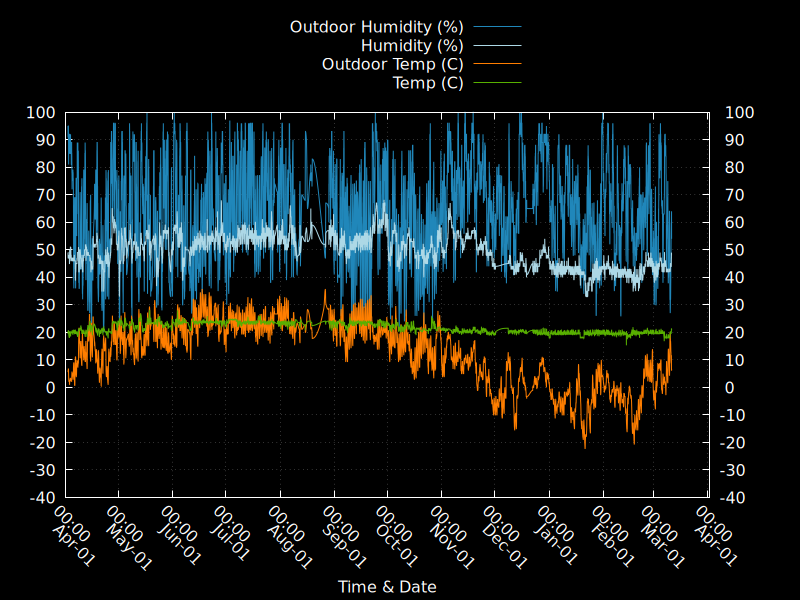 Outdoor Humidity (%)
Humidity (%)
Outdoor Temp (C)
Temp (C)
100 100
90 90
80 80
70 70
60 60
50 50
40 40
30 30
20 20
10 10
0 0
-10 -10
-20 -20
-30 -30
-40 -40
00:00 Apr-01
00:00 May-01
00:00 Jun-01
00:00 Jul-01
00:00 Aug-01
00:00 Sep-01
00:00 Oct-01
00:00 Nov-01
00:00 Dec-01
00:00 Jan-01
00:00 Feb-01
00:00 Mar-01
00:00 Apr-01
Time & Date